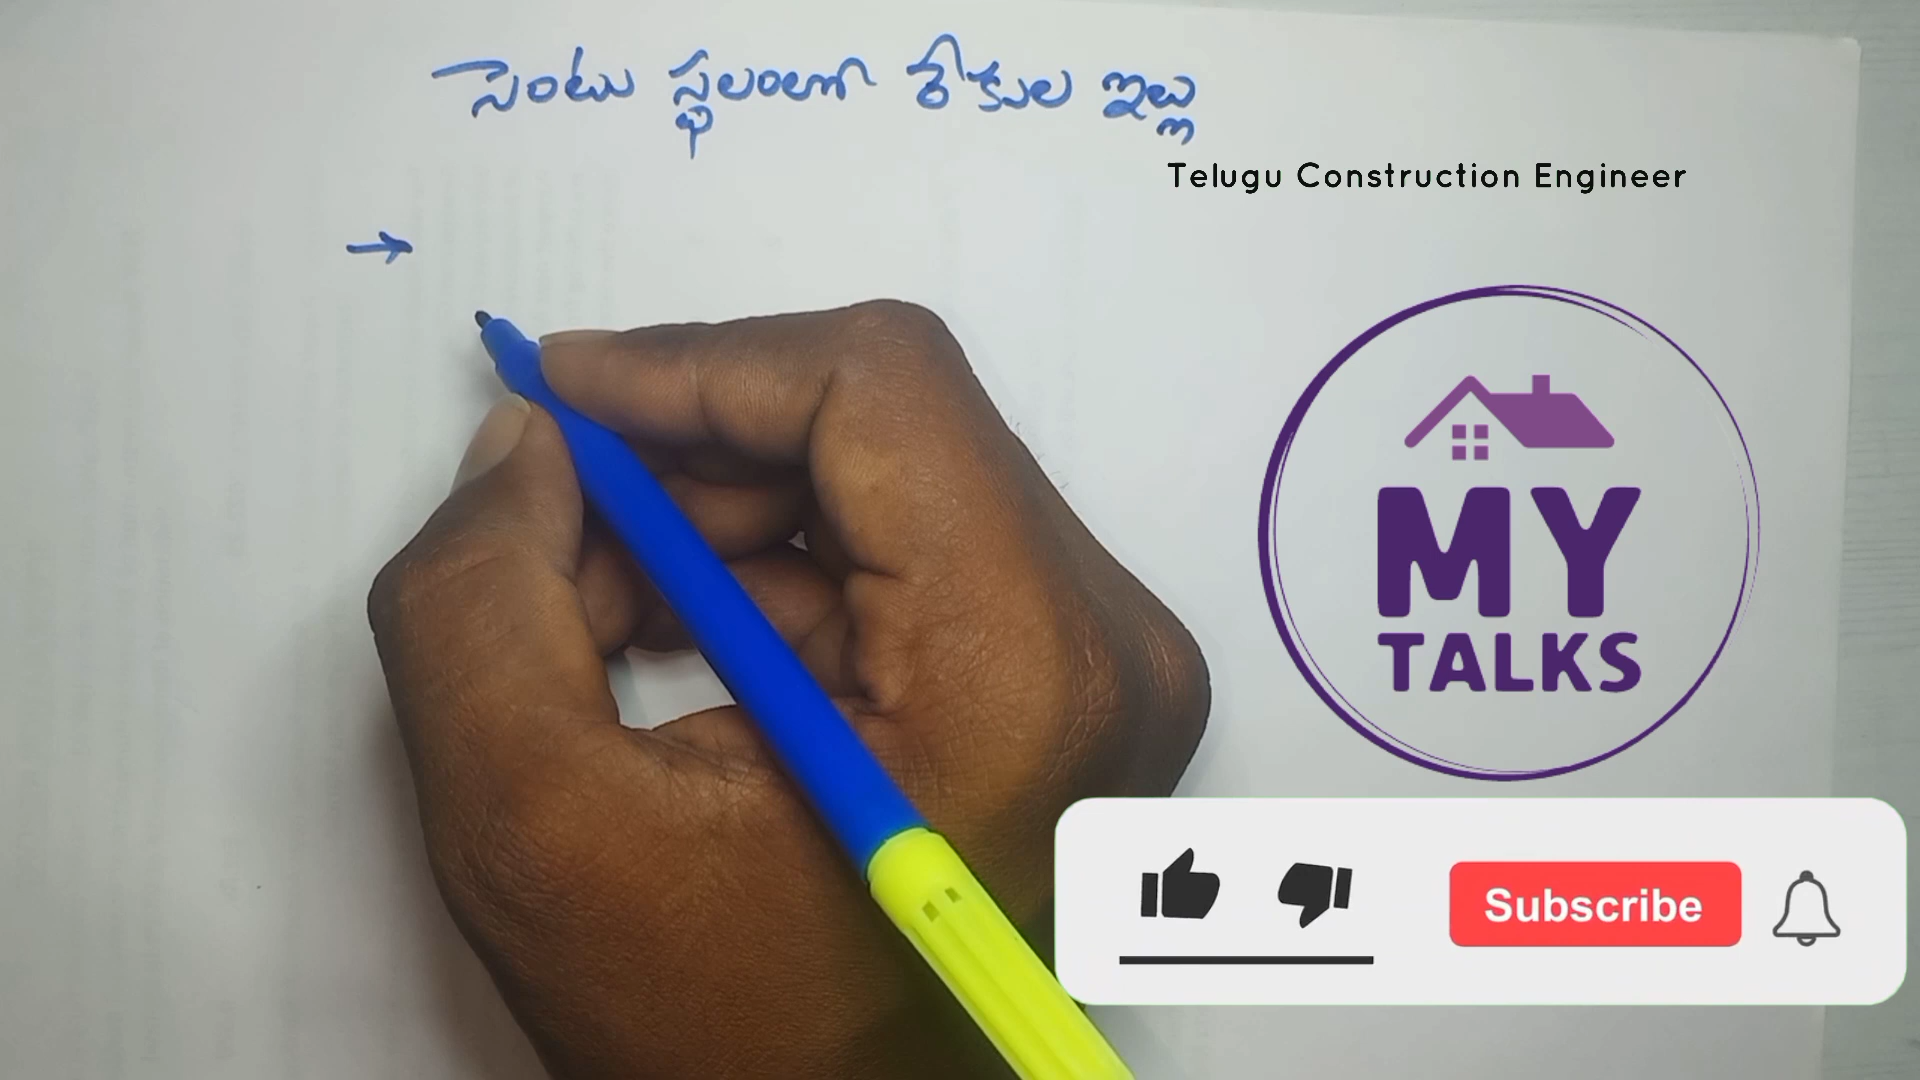 సెంటు స్థలంలో రేకుల ఇల్లు
Telugu Construction Engineer
→
MY
TALKS
Subscribe